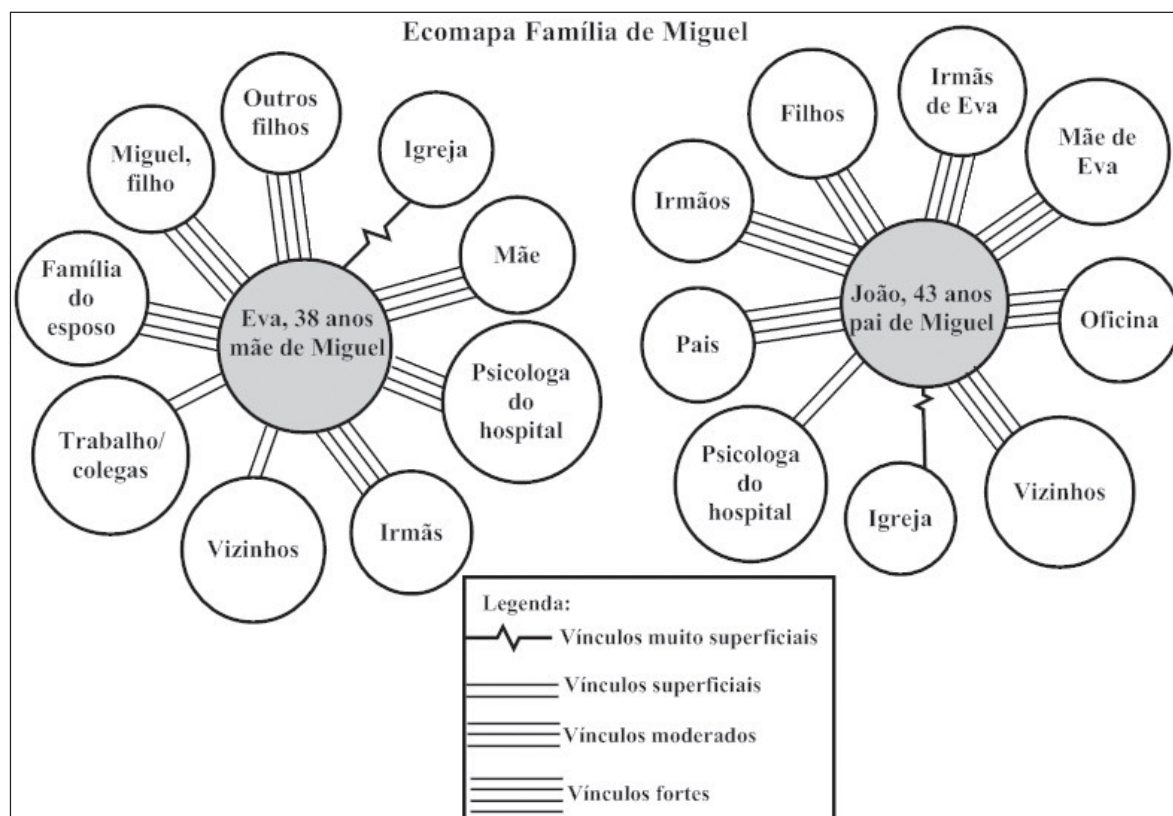 Ecomapa Família de Miguel
Outros
filhos
Igreja
Miguel,
filho
Mãe
Família
do
esposo
Eva, 38 anos
mãe de Miguel
Psicologa
do
hospital
Trabalho/
colegas
Vizinhos
Irmãs
Filhos
Irmãs
de Eva
Mãe de
Eva
Irmãos
João, 43 anos
pai de Miguel
Oficina
Pais
Psicologa
do
hospital
Igreja
Vizinhos
Legenda:
Vínculos muito superficiais
Vínculos superficiais
Vínculos moderados
Vínculos fortes